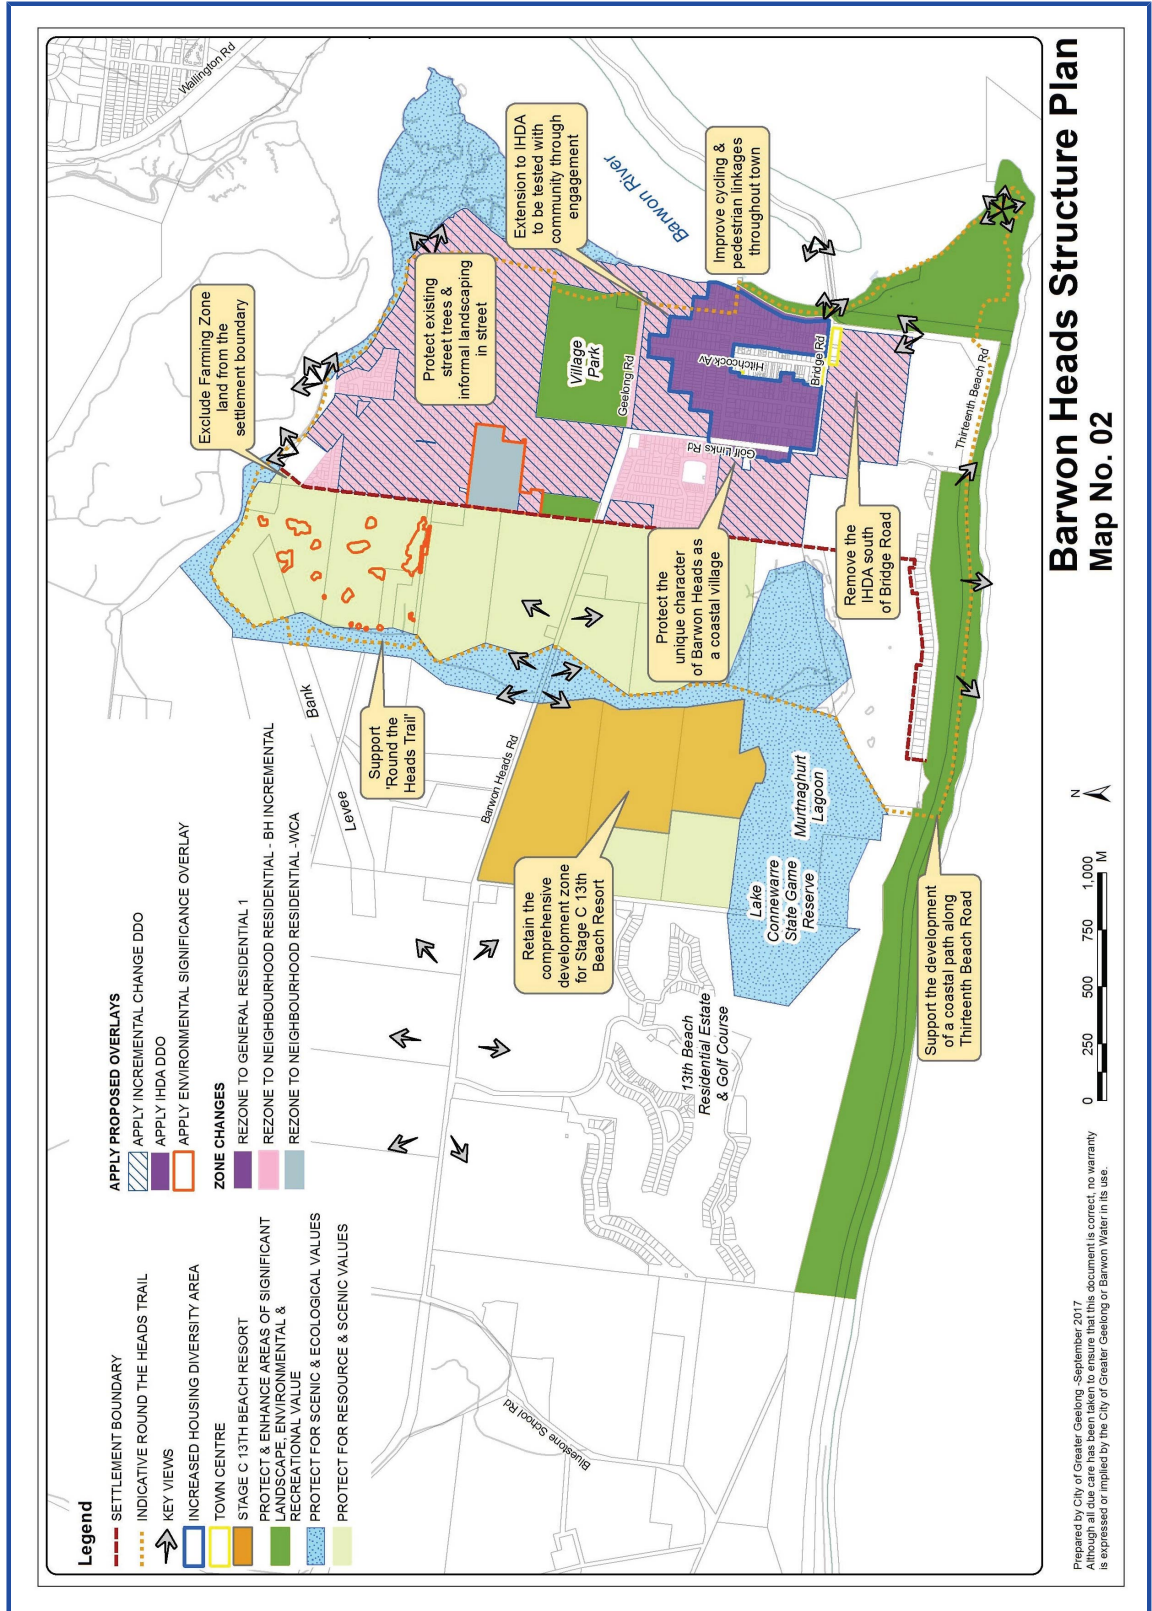 Barwon Heads Structure Plan
Map No. 02
Legend
SETTLEMENT BOUNDARY
INDICATIVE ROUND THE HEADS TRAIL
KEY VIEWS
INCREASED HOUSING DIVERSITY AREA
TOWN CENTRE
STAGE C 13TH BEACH RESORT
PROTECT & ENHANCE AREAS OF SIGNIFICANT
LANDSCAPE, ENVIRONMENTAL &
RECREATIONAL VALUE
PROTECT FOR SCENIC & ECOLOGICAL VALUES
PROTECT FOR RESOURCE & SCENIC VALUES
APPLY PROPOSED OVERLAYS
APPLY INCREMENTAL CHANGE DDO
APPLY IHDA DDO
APPLY ENVIRONMENTAL SIGNIFICANCE OVERLAY
ZONE CHANGES
REZONE TO GENERAL RESIDENTIAL 1
REZONE TO NEIGHBOURHOOD RESIDENTIAL - BH INCREMENTAL
REZONE TO NEIGHBOURHOOD RESIDENTIAL -WCA
Wallington Rd
Exclude Farming Zone
land from the
settlement boundary
Protect existing
street trees &
informal landscaping
in street
Extension to IHDA
to be tested with
community through
engagement
Barwon River
Improve cycling &
pedestrian linkages
throughout town
Village
Park
Geelong Rd
Hitchcock Av
Bridge Rd
Golf Links Rd
Thirteenth Beach Rd
Protect the
unique character
of Barwon Heads as
a coastal village
Remove the
IHDA south
of Bridge Road
Support
'Round the
Heads Trail'
Levee
Bank
Barwon Heads Rd
Retain the
comprehensive
development zone
for Stage C 13th
Beach Resort
Lake
Connewarre
State Game
Reserve
Murtnaghurt
Lagoon
13th Beach
Residential Estate
& Golf Course
Support the development
of a coastal path along
Thirteenth Beach Road
Bluestone School Rd
N
0 250 500 750 1,000
M
Prepared by City of Greater Geelong -September 2017
Although all due care has been taken to ensure that this document is correct, no warranty
is expressed or implied by the City of Greater Geelong or Barwon Water in its use.